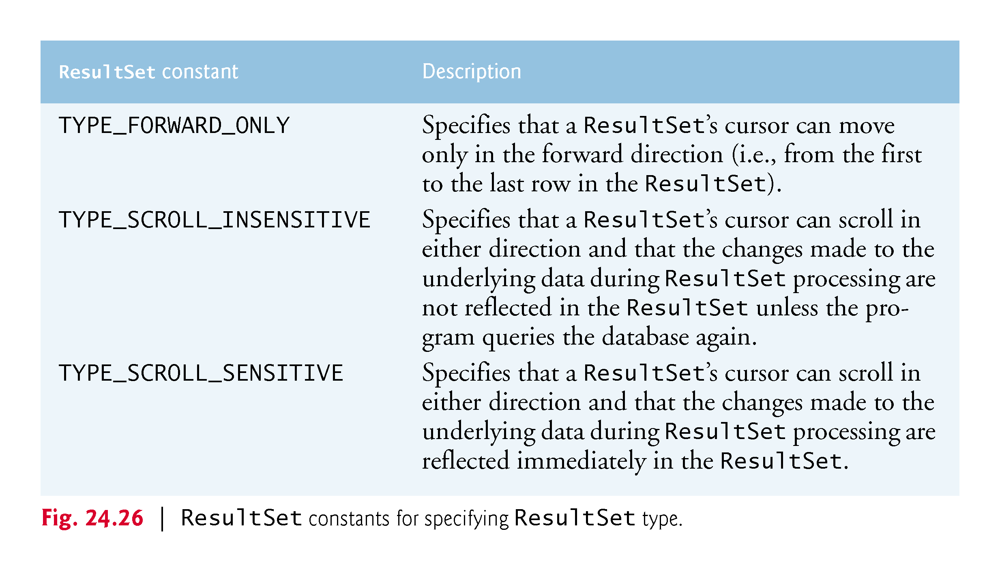 ResultSet constant
Description
TYPE_FORWARD_ONLY
Specifies that a ResultSet’s cursor can move
only in the forward direction (i.e., from the first
to the last row in the ResultSet).
TYPE_SCROLL_INSENSITIVE
Specifies that a ResultSet’s cursor can scroll in
either direction and that the changes made to the
underlying data during ResultSet processing are
not reflected in the ResultSet unless the pro-
gram queries the database again.
TYPE_SCROLL_SENSITIVE
Specifies that a ResultSet’s cursor can scroll in
either direction and that the changes made to the
underlying data during ResultSet processing are
reflected immediately in the ResultSet.
Fig. 24.26 | ResultSet constants for specifying ResultSet type.